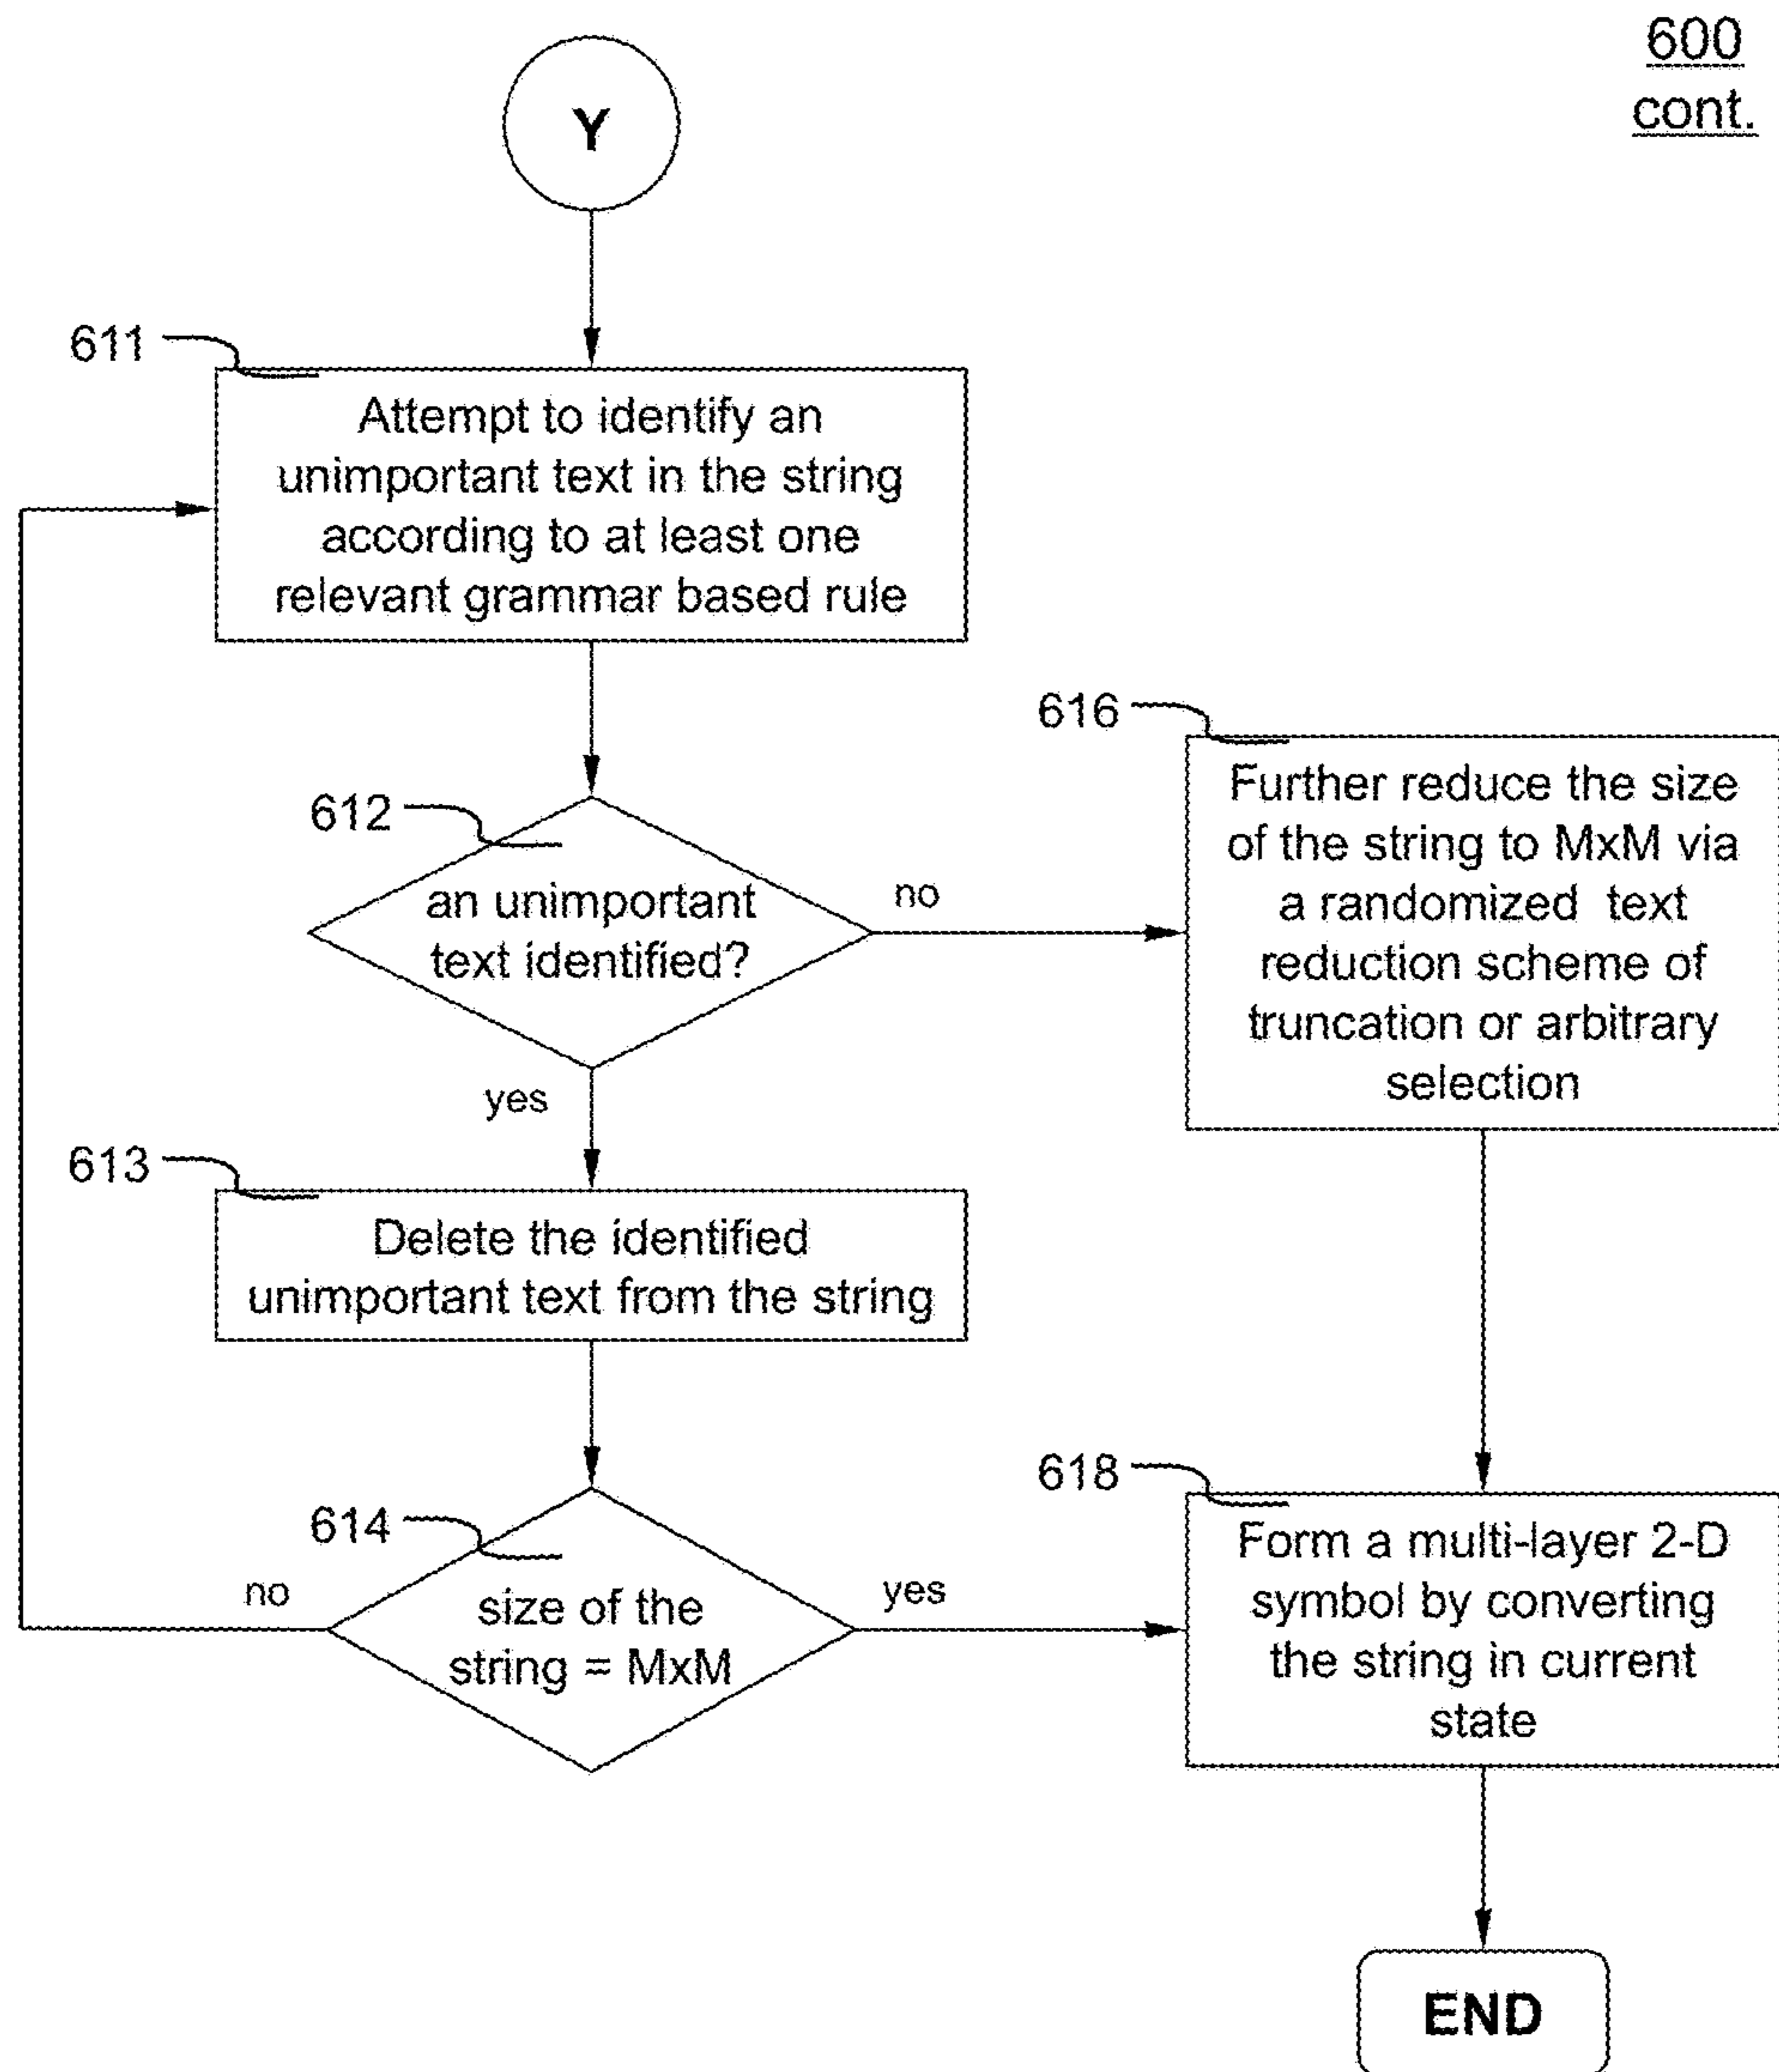 600
cont.
Y
611
Attempt to identify an
unimportant text in the string
according to at least one
relevant grammar based rule
612
an unimportant
text identified?
no
616
Further reduce the size
of the string to MxM via
a randomized text
reduction scheme of
truncation or arbitrary
selection
yes
613
Delete the identified
unimportant text from the string
614
size of the
string = MxM
no
yes
618
Form a multi-layer 2-D
symbol by converting
the string in current
state
END